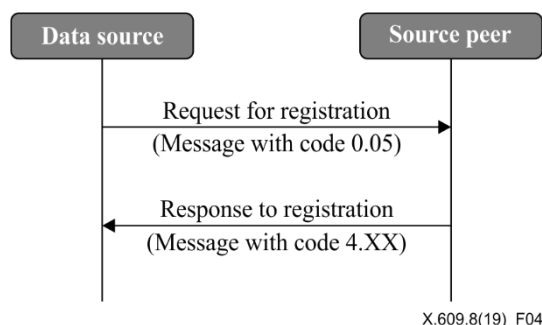 Data source
Source peer
Request for registration
(Message with code 0.05)
Response to registration
(Message with code 4.XX)
X.609.8(19)_F04